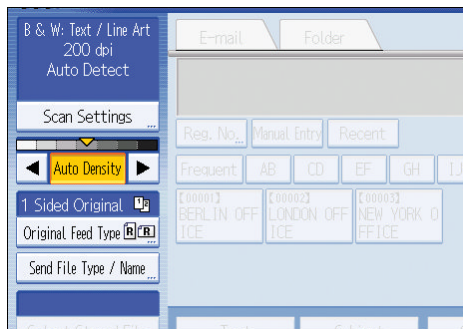 B & W: Text / Line Art
200 dpi
Auto Detect
Scan Settings
Auto Density
1 Sided Original
Original Feed Type
Send File Type / Name
E-mail
Folder
Reg. No.
Manual Entry
Recent
Frequent
AB
CD
EF
GH
[00001]
BERLIN OFF
ICE
[00002]
LONDON OFF
ICE
[00003]
NEW YORK O
FFICE